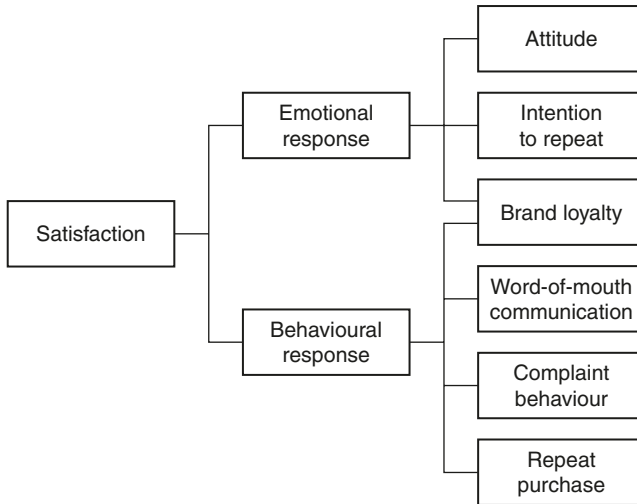 Satisfaction
Emotional
response
Behavioural
response
Attitude
Intention
to repeat
Brand loyalty
Word-of-mouth
communication
Complaint
behaviour
Repeat
purchase